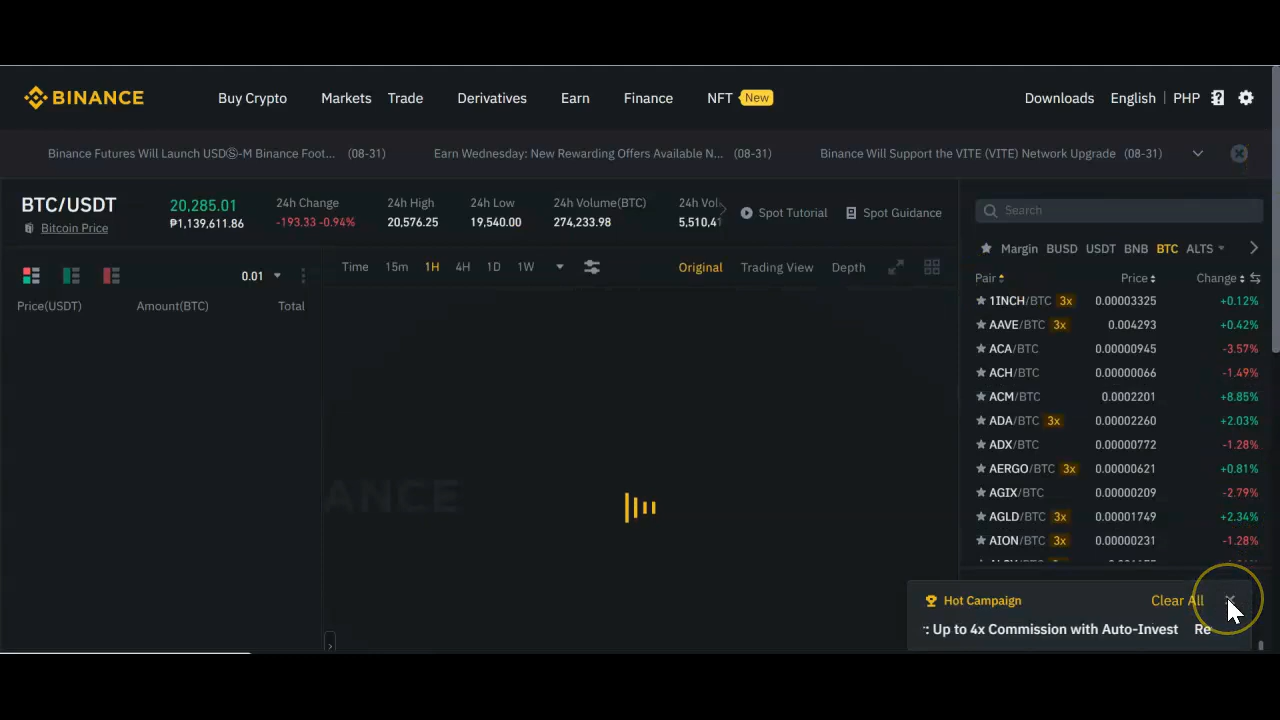 BINANCE
Buy Crypto Markets Trade Derivatives Earn Finance NFT New
Downloads English | PHP
Binance Futures Will Launch USDⓈ-M Binance Foot... (08-31) Earn Wednesday: New Rewarding Offers Available N... (08-31) Binance Will Support the VITE (VITE) Network Upgrade (08-31)
BTC/USDT
Bitcoin Price
20,285.01
₱1,139,611.86
24h Change
-193.33 -0.94%
24h High
20,576.25
24h Low
19,540.00
24h Volume(BTC)
274,233.98
24h Vol
5,510,41
Spot Tutorial Spot Guidance
0.01
Price(USDT) Amount(BTC) Total
Time 15m 1H 4H 1D 1W
Original Trading View Depth
ANCE
Search
Margin BUSD USDT BNB BTC ALTS
Pair Price Change
1INCH/BTC 3x 0.00003325 +0.12%
AAVE/BTC 3x 0.004293 +0.42%
ACA/BTC 0.00000945 -3.57%
ACH/BTC 0.00000066 -1.49%
ACM/BTC 0.0002201 +8.85%
ADA/BTC 3x 0.00002260 +2.03%
ADX/BTC 0.00000772 -1.28%
AERGO/BTC 3x 0.00000621 +0.81%
AGIX/BTC 0.00000209 -2.79%
AGLD/BTC 3x 0.00001749 +2.34%
AION/BTC 3x 0.00000231 -1.28%
Hot Campaign Clear All
: Up to 4x Commission with Auto-Invest Re